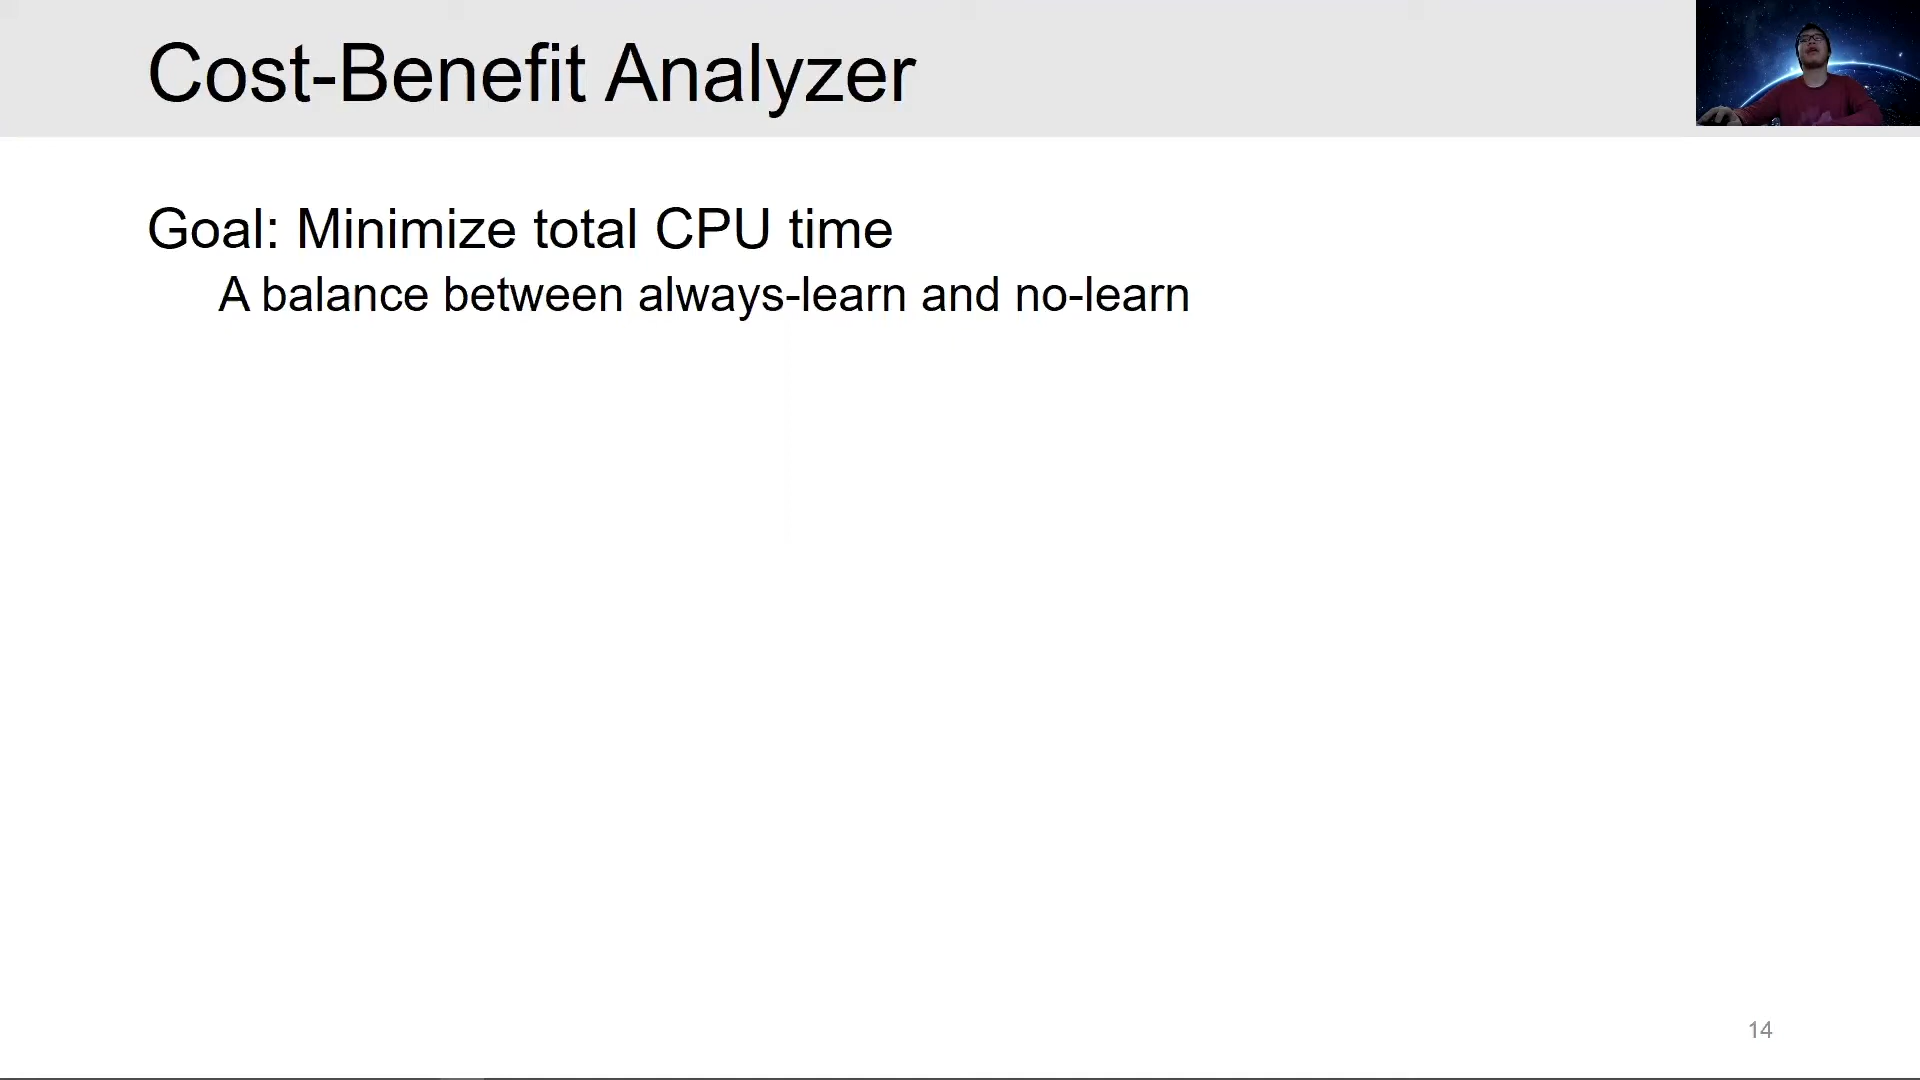 Cost-Benefit Analyzer
Goal: Minimize total CPU time
A balance between always-learn and no-learn
14